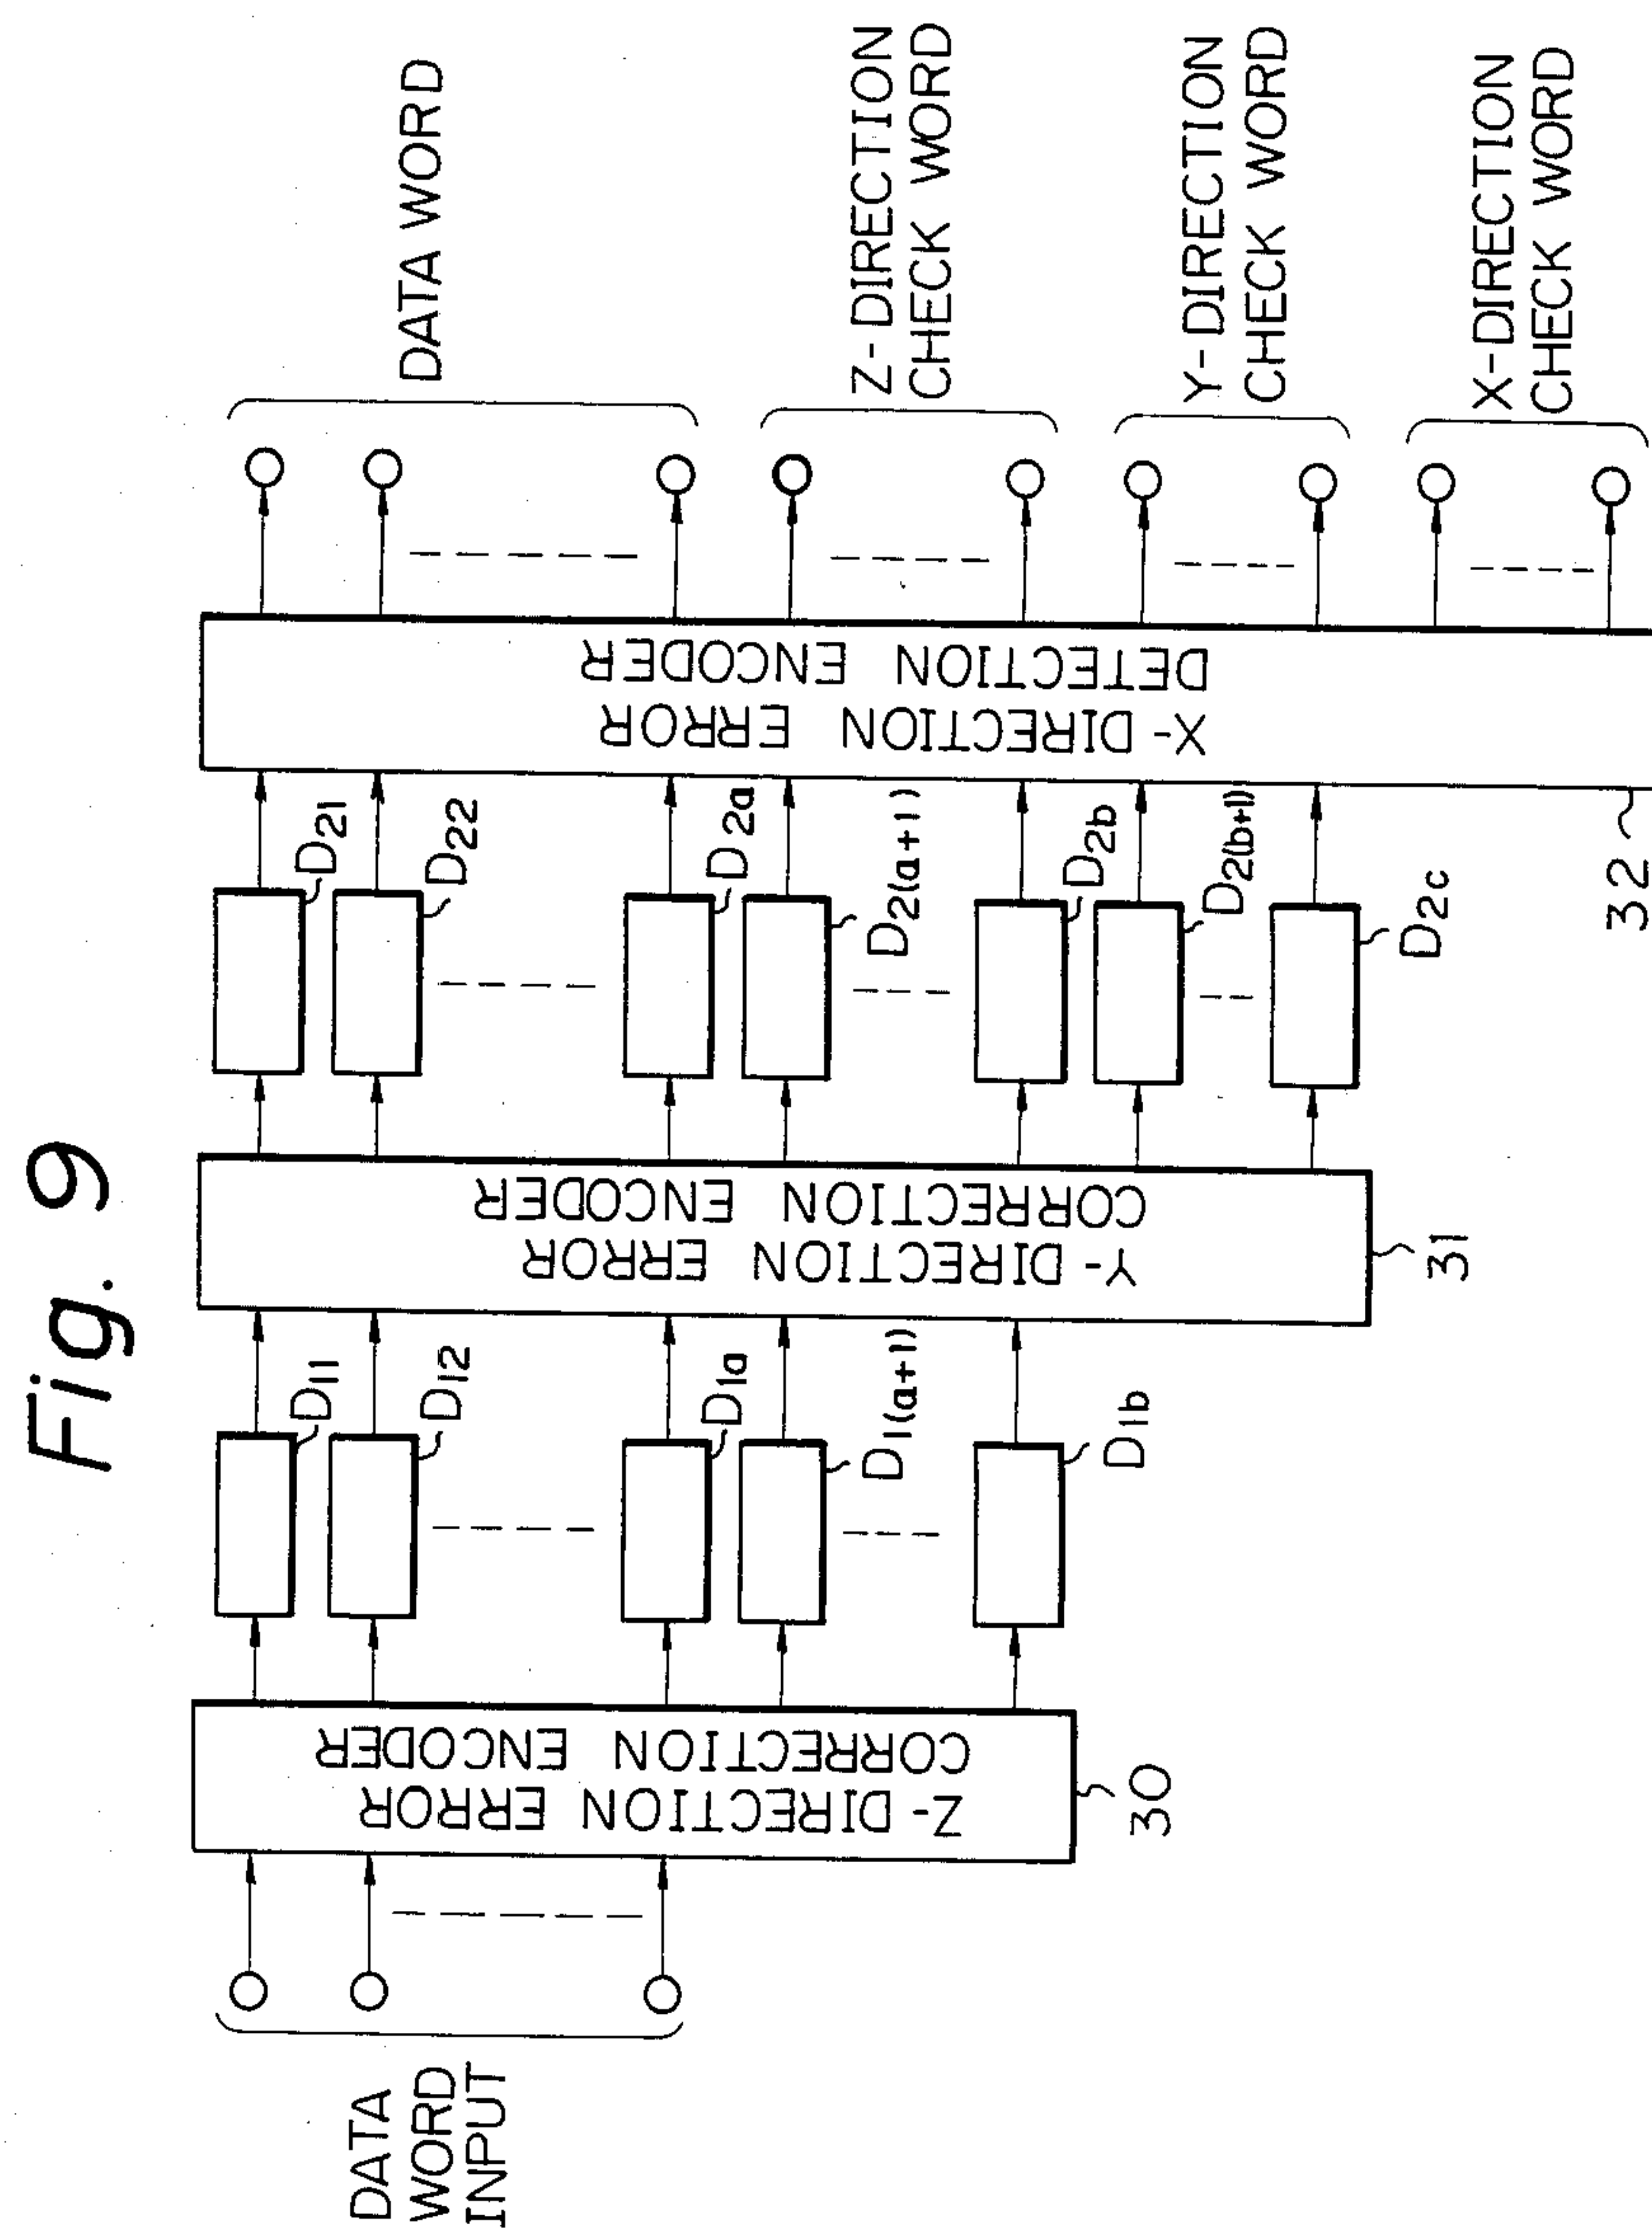 Fig. 9
DATA
WORD
INPUT
Z-DIRECTION ERROR
CORRECTION ENCODER
30
D11
D12
D1a
D1(a+1)
D1b
Y-DIRECTION ERROR
CORRECTION ENCODER
31
D21
D22
D2a
D2(a+1)
D2b
D2(b+1)
D2c
X-DIRECTION ERROR
DETECTION ENCODER
32
DATA WORD
Z-DIRECTION
CHECK WORD
Y-DIRECTION
CHECK WORD
X-DIRECTION
CHECK WORD